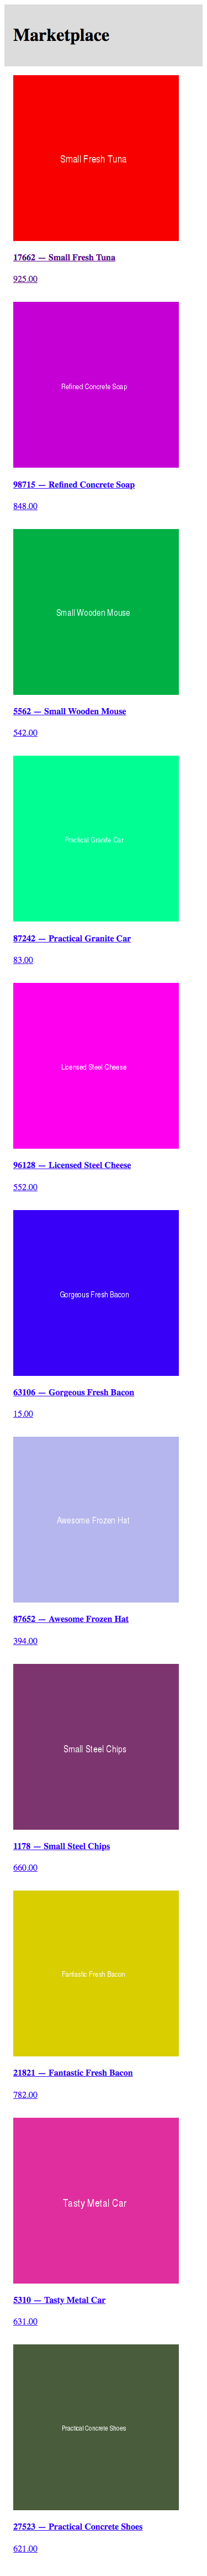 Marketplace
Small Fresh Tuna
17662 — Small Fresh Tuna
925.00
Refined Concrete Soap
98715 — Refined Concrete Soap
848.00
Small Wooden Mouse
5562 — Small Wooden Mouse
542.00
Practical Granite Car
87242 — Practical Granite Car
83.00
Licensed Steel Cheese
96128 — Licensed Steel Cheese
552.00
Gorgeous Fresh Bacon
63106 — Gorgeous Fresh Bacon
15.00
Awesome Frozen Hat
87652 — Awesome Frozen Hat
394.00
Small Steel Chips
1178 — Small Steel Chips
660.00
Fantastic Fresh Bacon
21821 — Fantastic Fresh Bacon
782.00
Tasty Metal Car
5310 — Tasty Metal Car
631.00
Practical Concrete Shoes
27523 — Practical Concrete Shoes
621.00